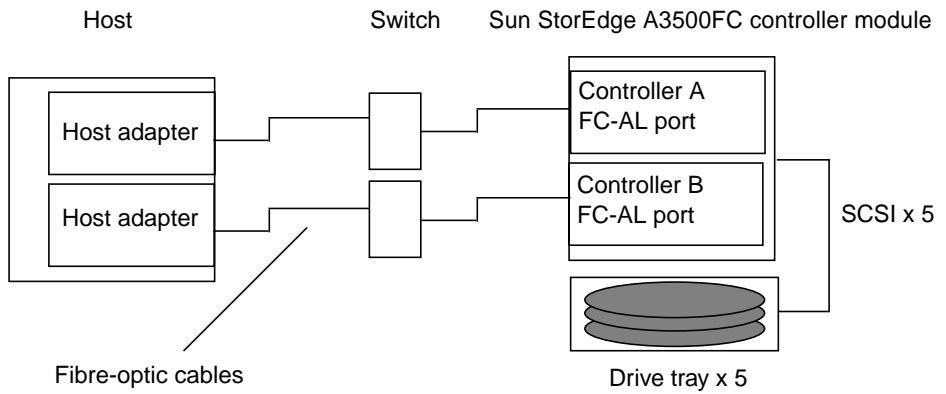 Host
Switch
Sun StorEdge A3500FC controller module
Host adapter
Host adapter
Controller A
FC-AL port
Controller B
FC-AL port
SCSI x 5
Fibre-optic cables
Drive tray x 5